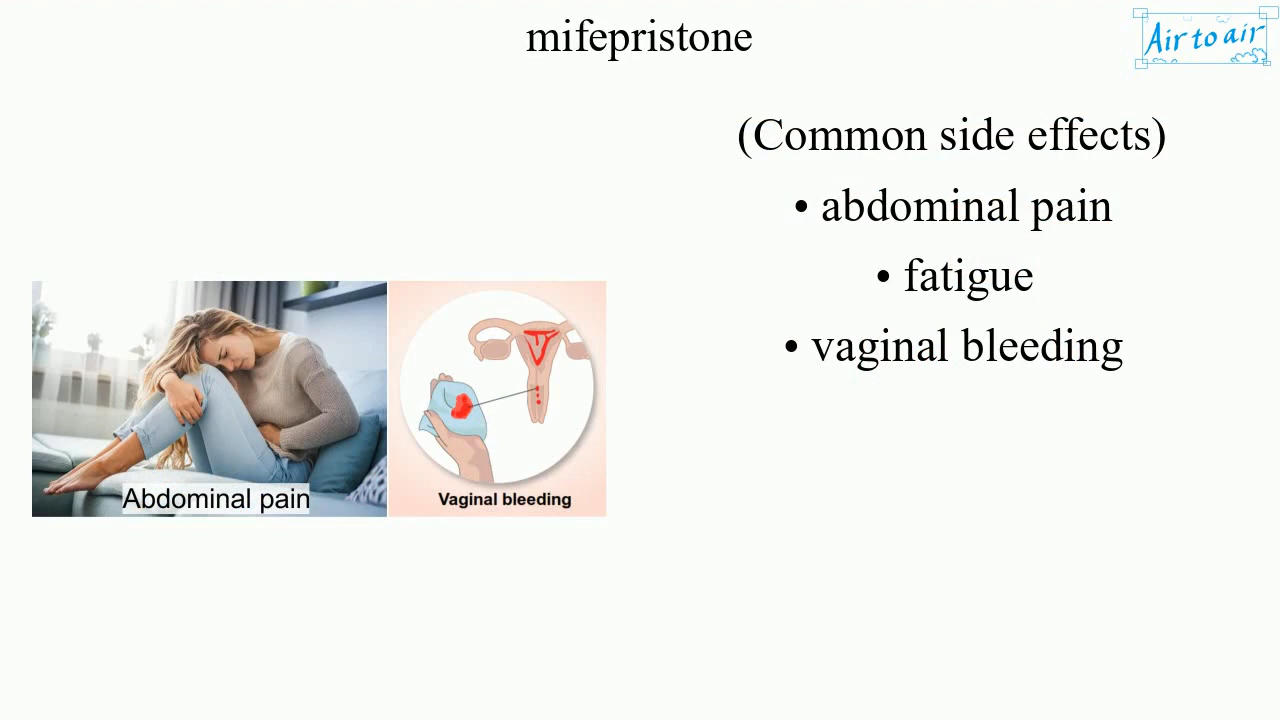 mifepristone
Air to air
(Common side effects)
• abdominal pain
• fatigue
• vaginal bleeding
Abdominal pain
Vaginal bleeding